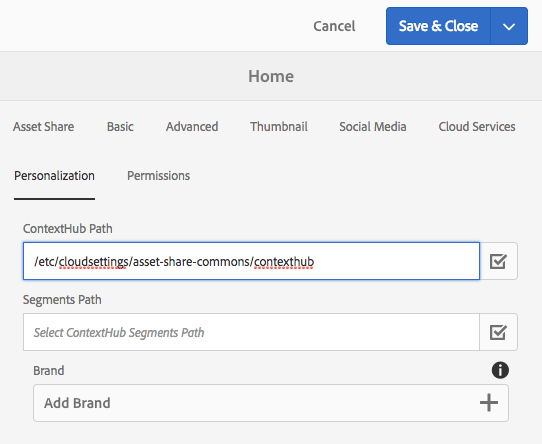 Cancel
Save & Close
Home
Asset Share Basic Advanced Thumbnail Social Media Cloud Services
Personalization Permissions
ContextHub Path
/etc/cloudsettings/asset-share-commons/contexthub
Segments Path
Select ContextHub Segments Path
Brand
Add Brand